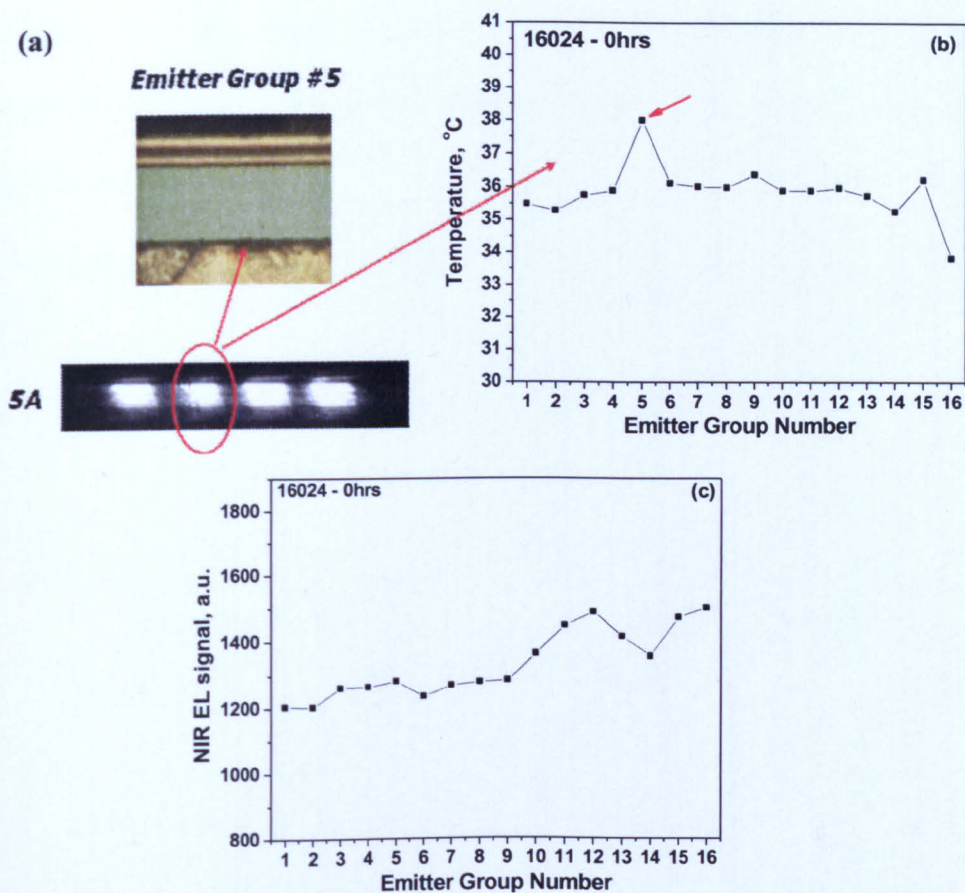 (a)
Emitter Group #5
5A
16024 - 0hrs
(b)
Temperature, °C
41
40
39
38
37
36
35
34
33
32
31
30
1 2 3 4 5 6 7 8 9 10 11 12 13 14 15 16
Emitter Group Number
16024 - 0hrs
(c)
NIR EL signal, a.u.
1800
1600
1400
1200
1000
800
1 2 3 4 5 6 7 8 9 10 11 12 13 14 15 16
Emitter Group Number